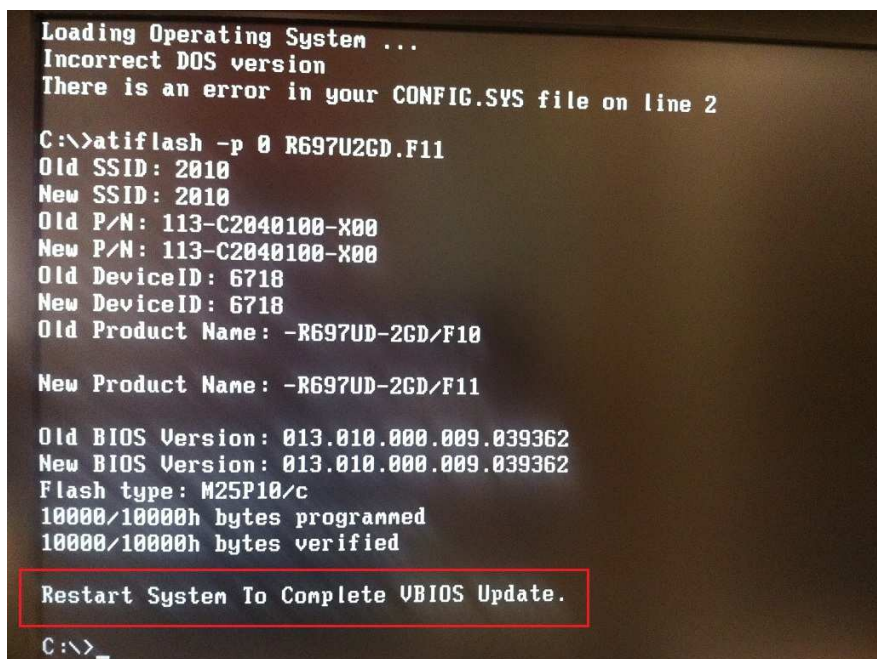 Loading Operating System ...
Incorrect DOS version
There is an error in your CONFIG.SYS file on line 2
C:\>atiflash -p 0 R697U2GD.F11
Old SSID: 2010
New SSID: 2010
Old P/N: 113-C2040100-X00
New P/N: 113-C2040100-X00
Old DeviceID: 6718
New DeviceID: 6718
Old Product Name: -R697UD-2GD/F10
New Product Name: -R697UD-2GD/F11
Old BIOS Version: 013.010.000.009.039362
New BIOS Version: 013.010.000.009.039362
Flash type: M25P10/c
10000/10000h bytes programmed
10000/10000h bytes verified
Restart System To Complete VBIOS Update.
C:\>_